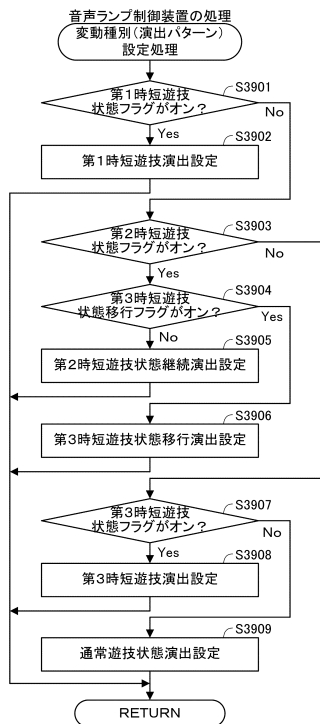 音声ランプ制御装置の処理
変動種別(演出パターン)
設定処理
第1時短遊技
状態フラグがオン？
S3901
No
Yes
S3902
第1時短遊技演出設定
第2時短遊技
状態フラグがオン？
S3903
No
Yes
第3時短遊技
状態移行フラグがオン？
S3904
Yes
No
S3905
第2時短遊技状態継続演出設定
S3906
第3時短遊技状態移行演出設定
第3時短遊技
状態フラグがオン？
S3907
No
Yes
S3908
第3時短遊技演出設定
S3909
通常遊技状態演出設定
RETURN